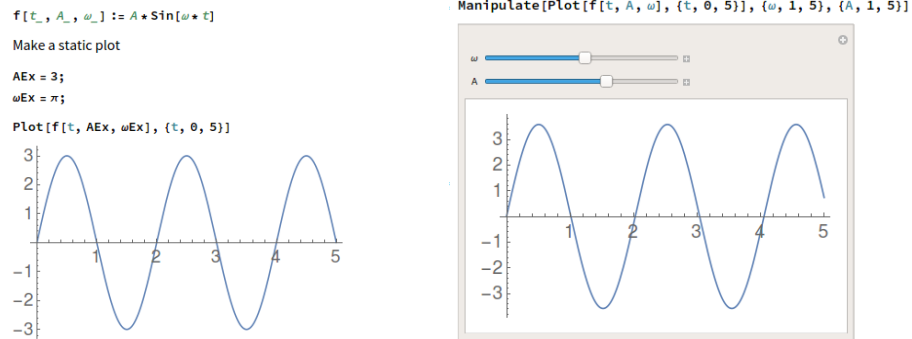 f[t_, A_, ω_] := A * Sin[ω * t]
Make a static plot
AEx = 3;
ωEx = π;
Plot[f[t, AEx, ωEx], {t, 0, 5}]
3
2
1
1 2 3 4 5
−1
−2
−3
Manipulate[Plot[f[t, A, ω], {t, 0, 5}], {ω, 1, 5}, {A, 1, 5}]
ω
A
3
2
1
1 2 3 4 5
−1
−2
−3